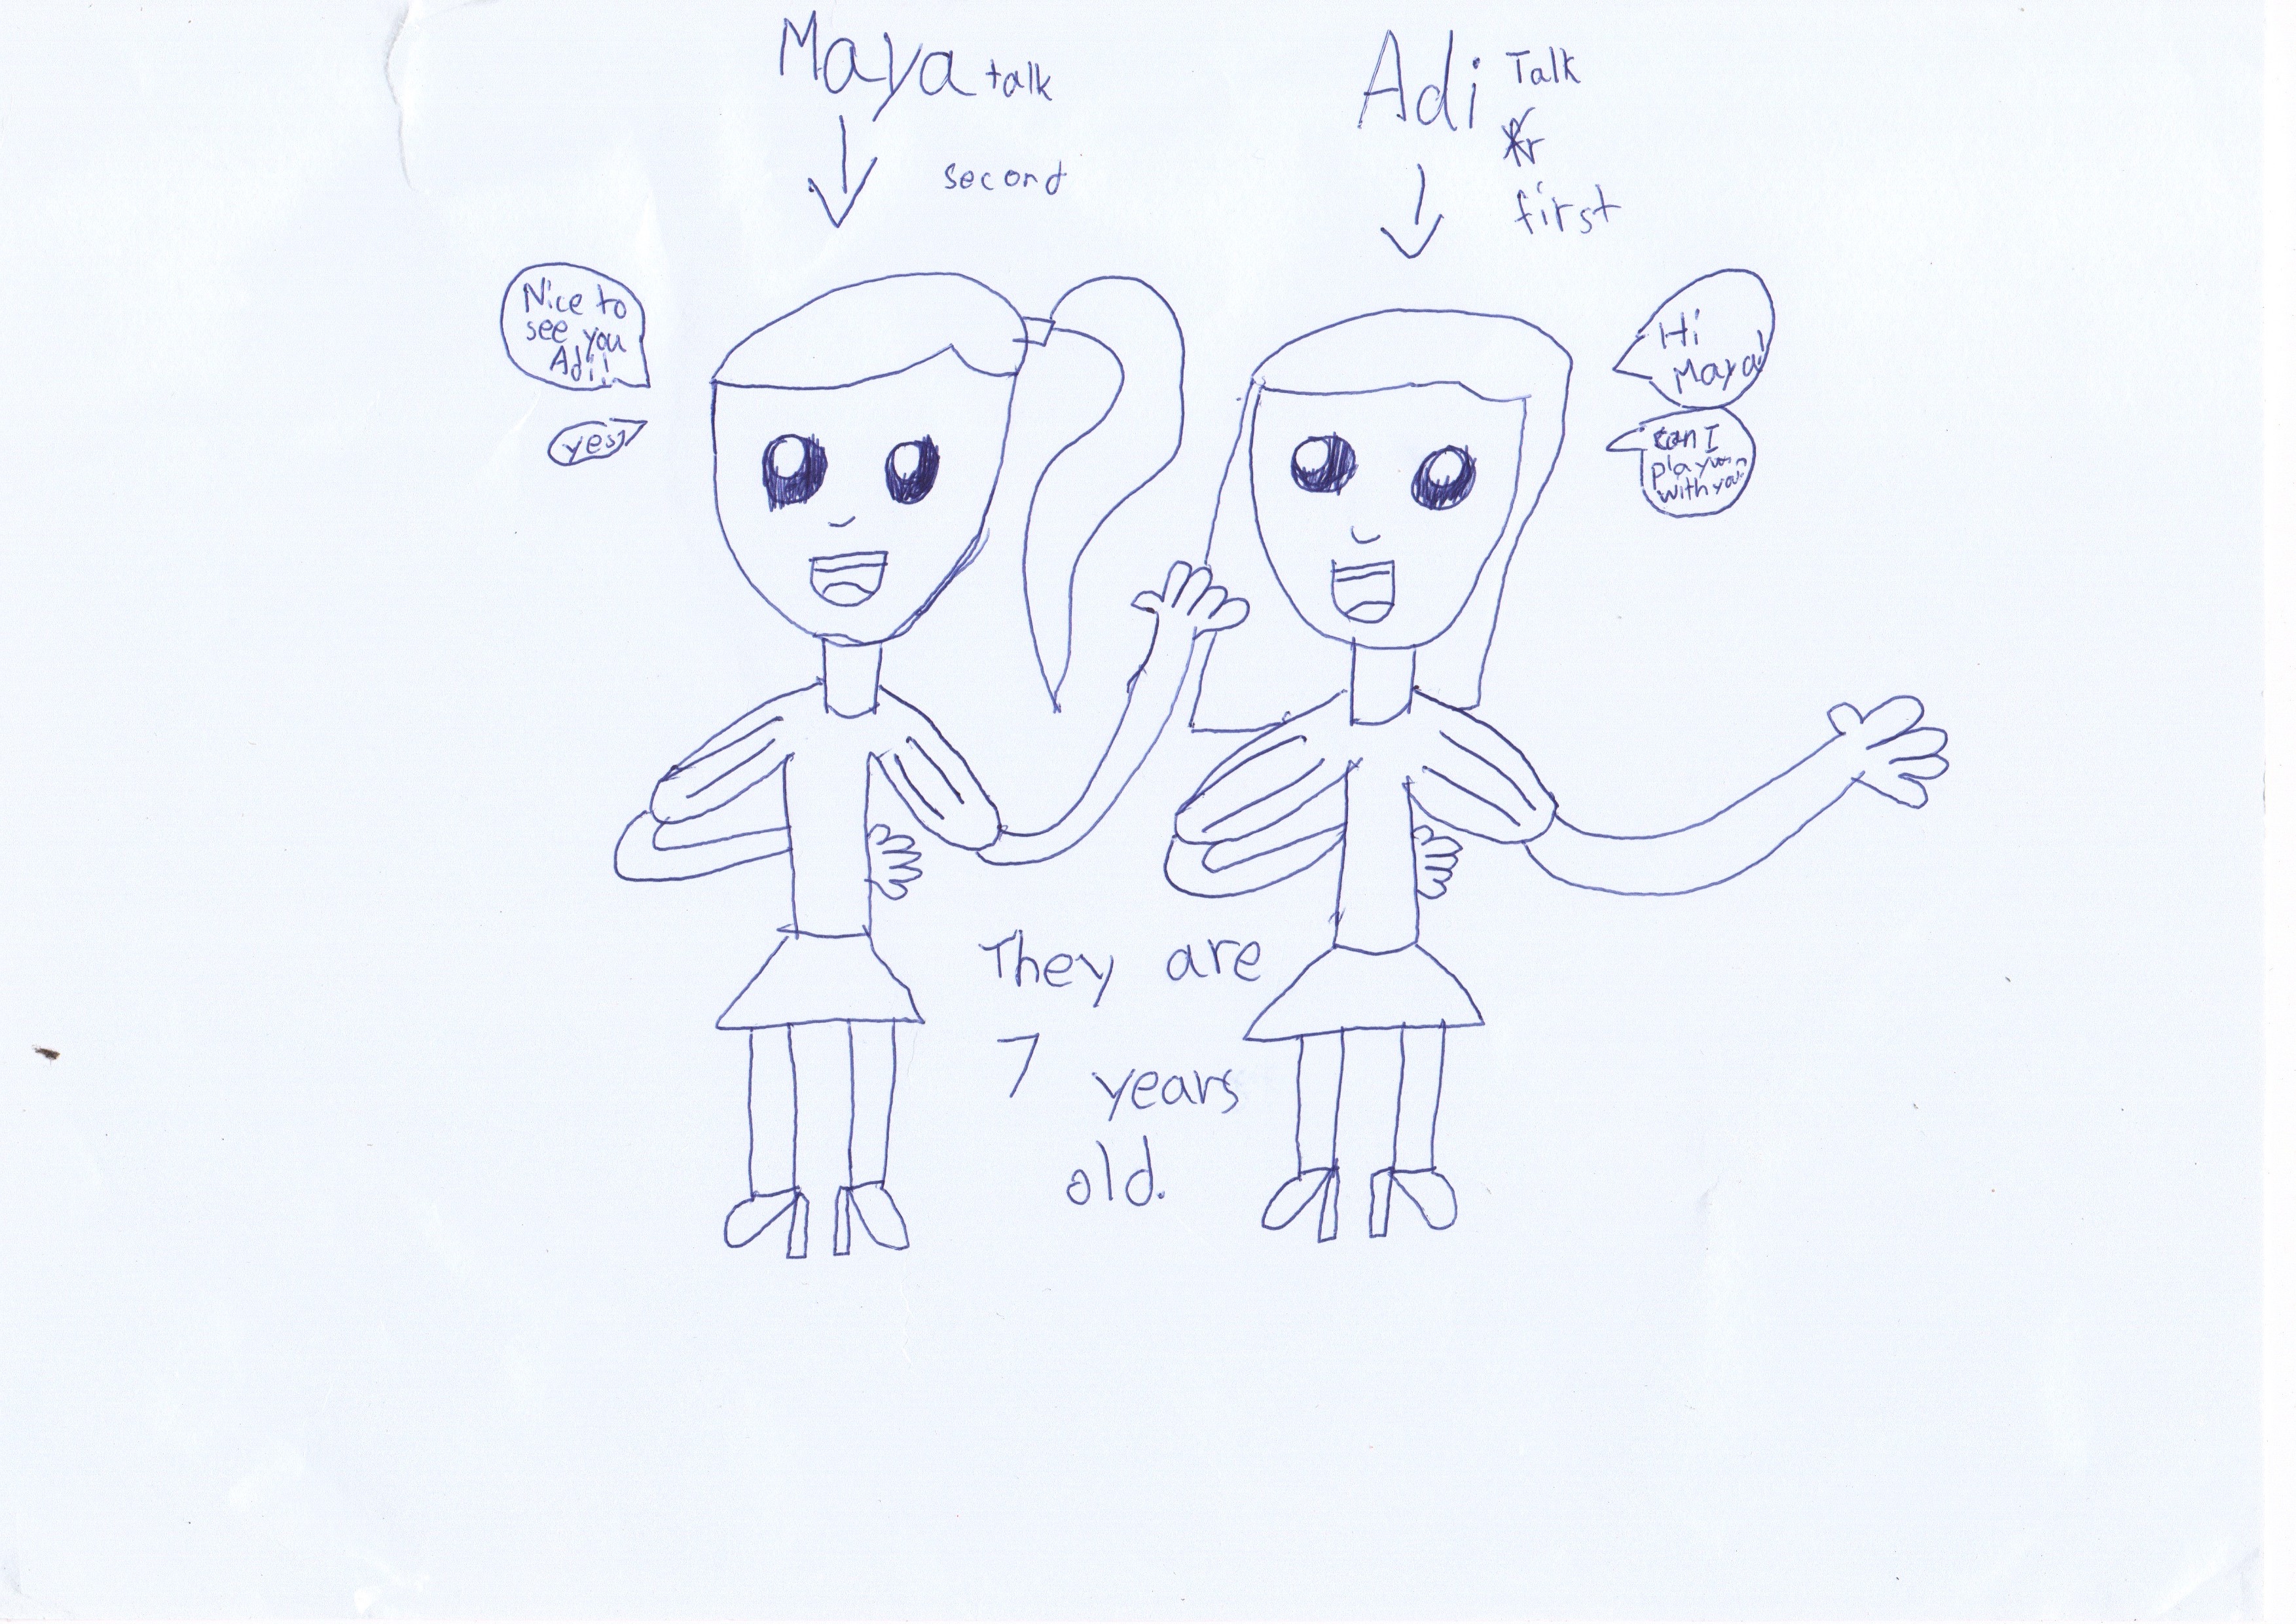 Maya talk
second
Adi Talk
first
Nice to
see you
Adi!
yes
Hi
Maya!
can I
play
with you
They are
7 years
old.